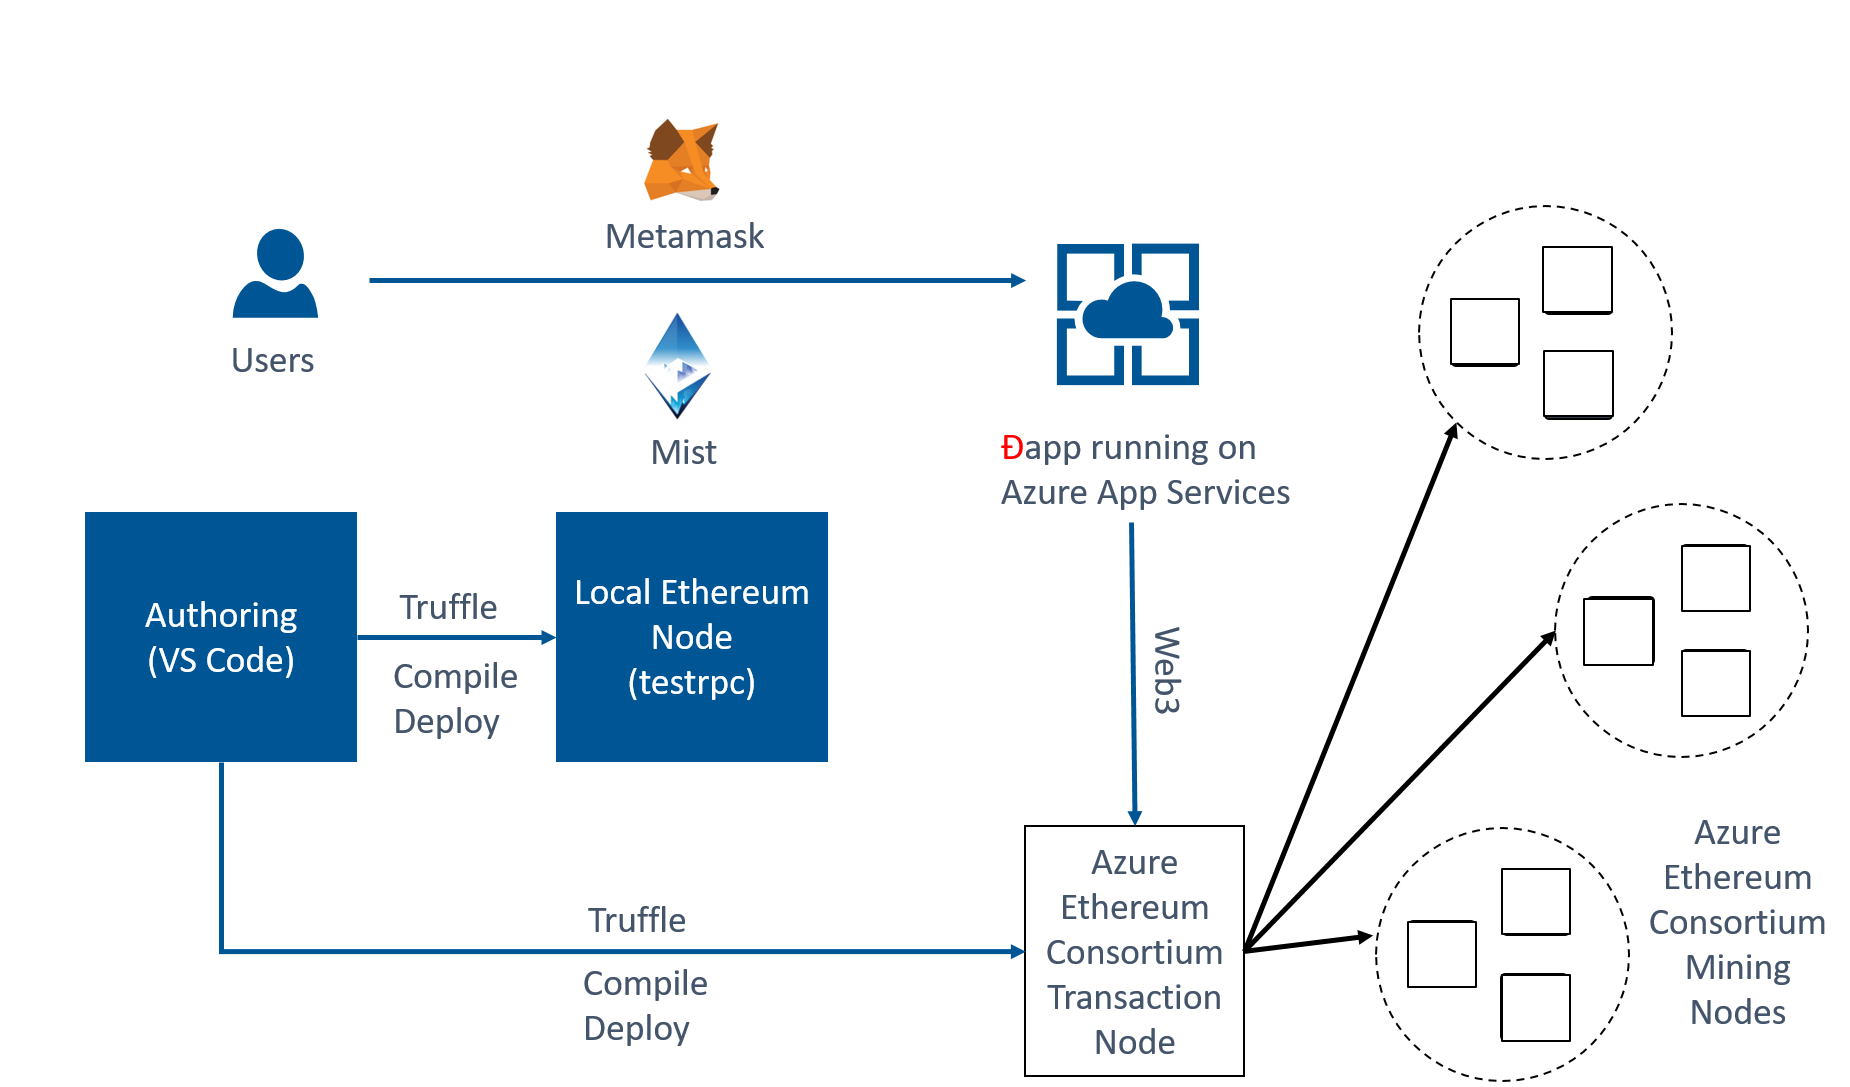 Metamask
Users
Mist
Đapp running on
Azure App Services
Authoring
(VS Code)
Truffle
Compile
Deploy
Local Ethereum
Node
(testrpc)
Web3
Truffle
Compile
Deploy
Azure
Ethereum
Consortium
Transaction
Node
Azure
Ethereum
Consortium
Mining
Nodes